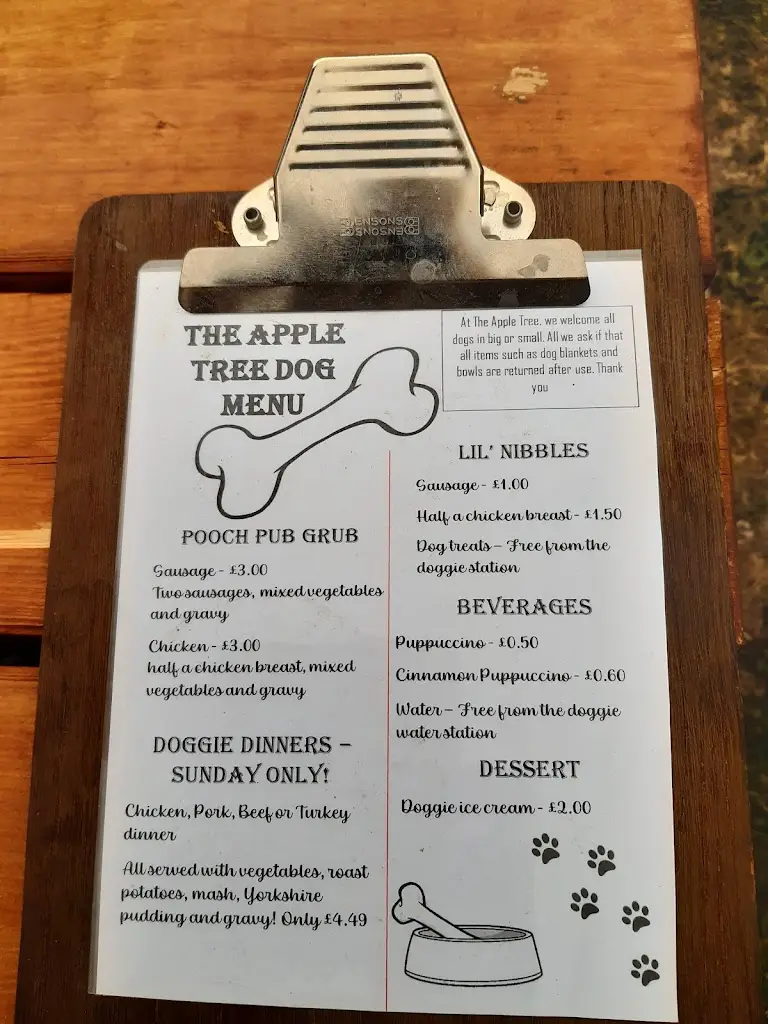 THE APPLE
TREE DOG
MENU
At The Apple Tree, we welcome all
dogs in big or small. All we ask if that
all items such as dog blankets and
bowls are returned after use. Thank
you
POOCH PUB GRUB
Sausage - £3.00
Two sausages, mixed vegetables
and gravy
Chicken - £3.00
half a chicken breast, mixed
vegetables and gravy
DOGGIE DINNERS –
SUNDAY ONLY!
Chicken, Pork, Beef or Turkey
dinner
All served with vegetables, roast
potatoes, mash, Yorkshire
pudding and gravy! Only £4.49
LIL' NIBBLES
Sausage - £1.00
Half a chicken breast - £1.50
Dog treats – Free from the
doggie station
BEVERAGES
Puppuccino - £0.50
Cinnamon Puppuccino - £0.60
Water – Free from the doggie
water station
DESSERT
Doggie ice cream - £2.00